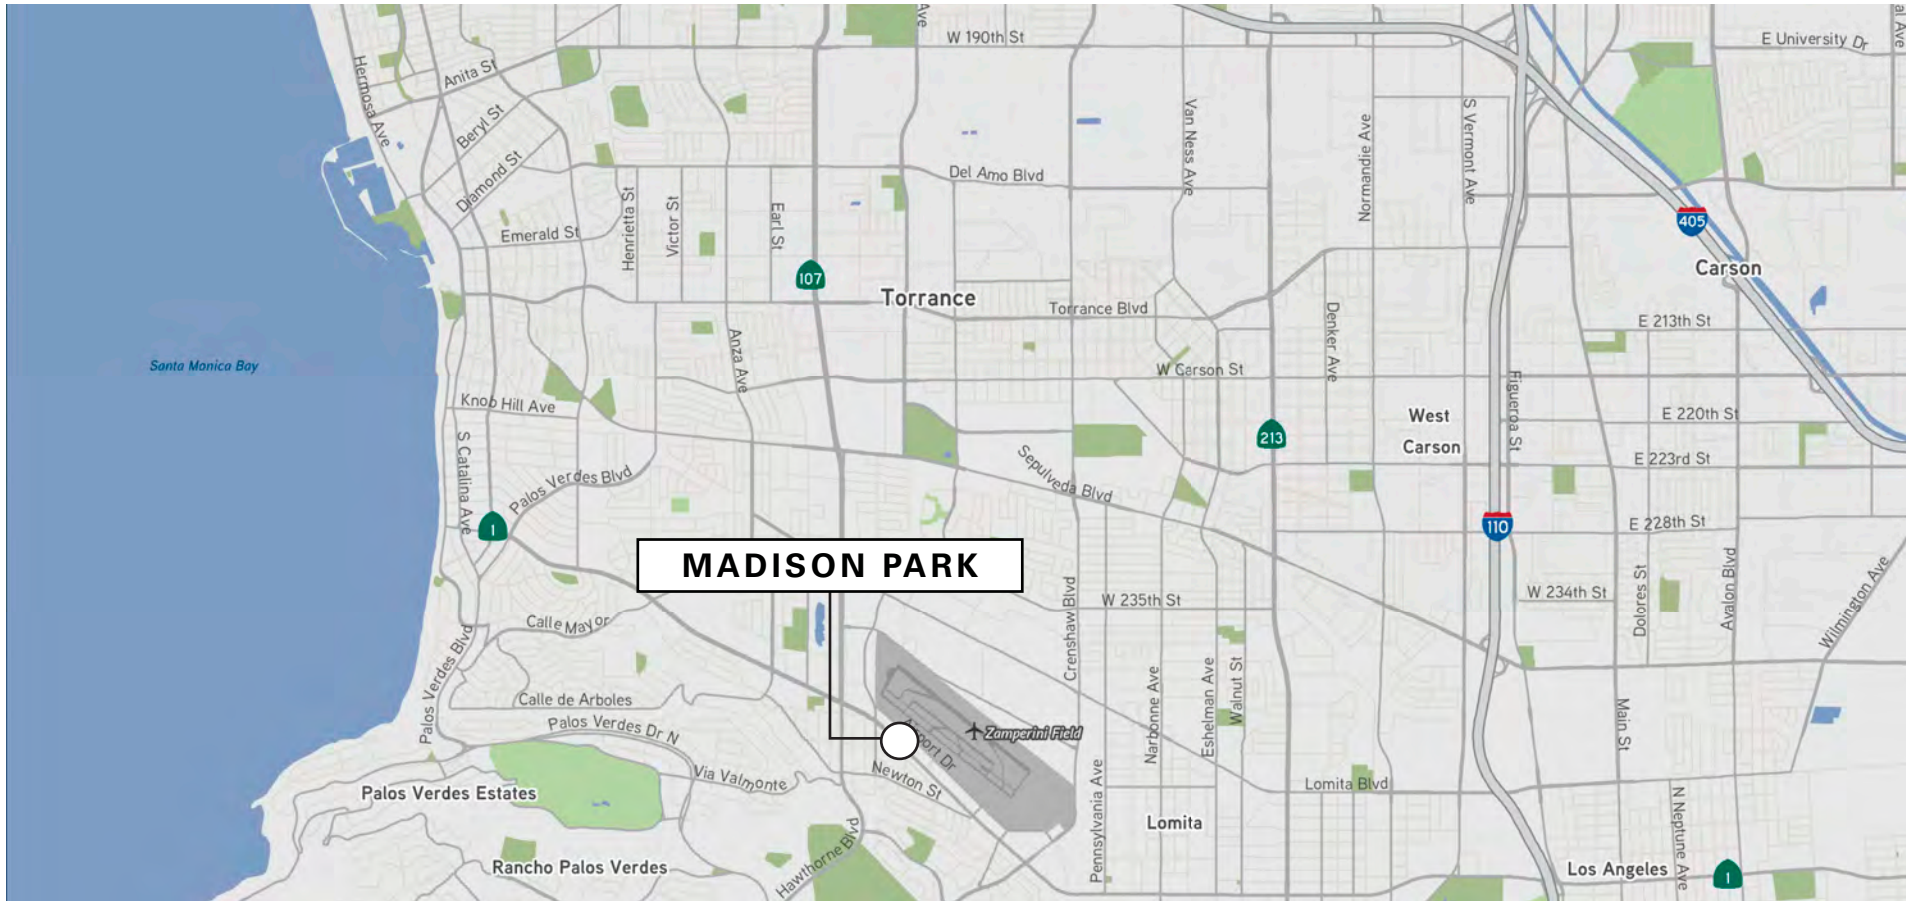 Ave
al Ave
W 190th St
E University Dr
Hermosa Ave
Anita St
Beryl St
Diamond St
Van Ness Ave
Normandie Ave
S Vermont Ave
Del Amo Blvd
Henrietta St
Victor St
Earl St
Emerald St
405
Carson
107
Torrance
Torrance Blvd
Denker Ave
E 213th St
Santa Monica Bay
Anza Ave
W Carson St
Figueroa St
Knob Hill Ave
West
Carson
E 220th St
213
S Catalina Ave
Palos Verdes Blvd
Sepulveda Blvd
E 223rd St
1
110
E 228th St
MADISON PARK
Crenshaw Blvd
W 235th St
W 234th St
Dolores St
Avalon Blvd
Wilmington Ave
Calle Mayor
Palos Verdes Blvd
Calle de Arboles
Palos Verdes Dr N
Narbonne Ave
Eshelman Ave
Walnut St
Main St
Zamperini Field
Airport Dr
Newton St
Via Valmonte
Palos Verdes Estates
Pennsylvania Ave
Lomita Blvd
Lomita
N Neptune Ave
Hawthorne Blvd
Rancho Palos Verdes
Los Angeles
1